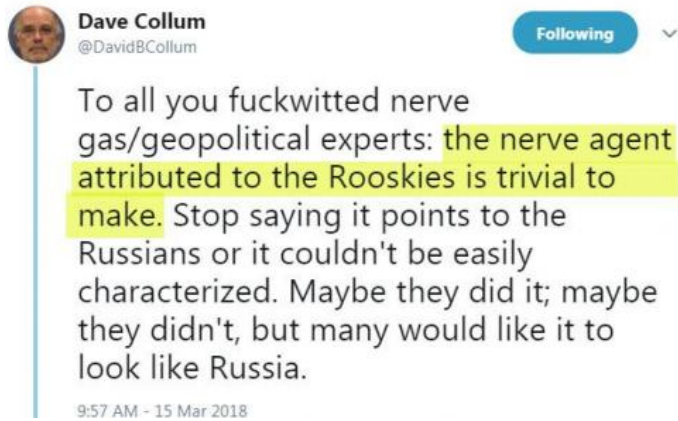 Dave Collum
@DavidBCollum
Following
To all you fuckwitted nerve
gas/geopolitical experts: the nerve agent
attributed to the Rooskies is trivial to
make. Stop saying it points to the
Russians or it couldn't be easily
characterized. Maybe they did it; maybe
they didn't, but many would like it to
look like Russia.
9:57 AM - 15 Mar 2018